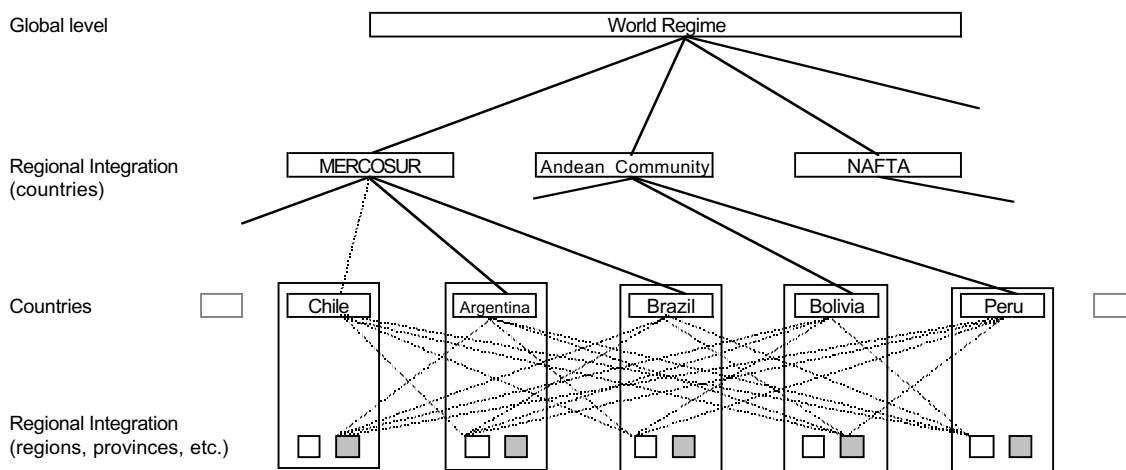 Global level
World Regime
Regional Integration
(countries)
MERCOSUR
Andean Community
NAFTA
Countries
Chile
Argentina
Brazil
Bolivia
Peru
Regional Integration
(regions, provinces, etc.)